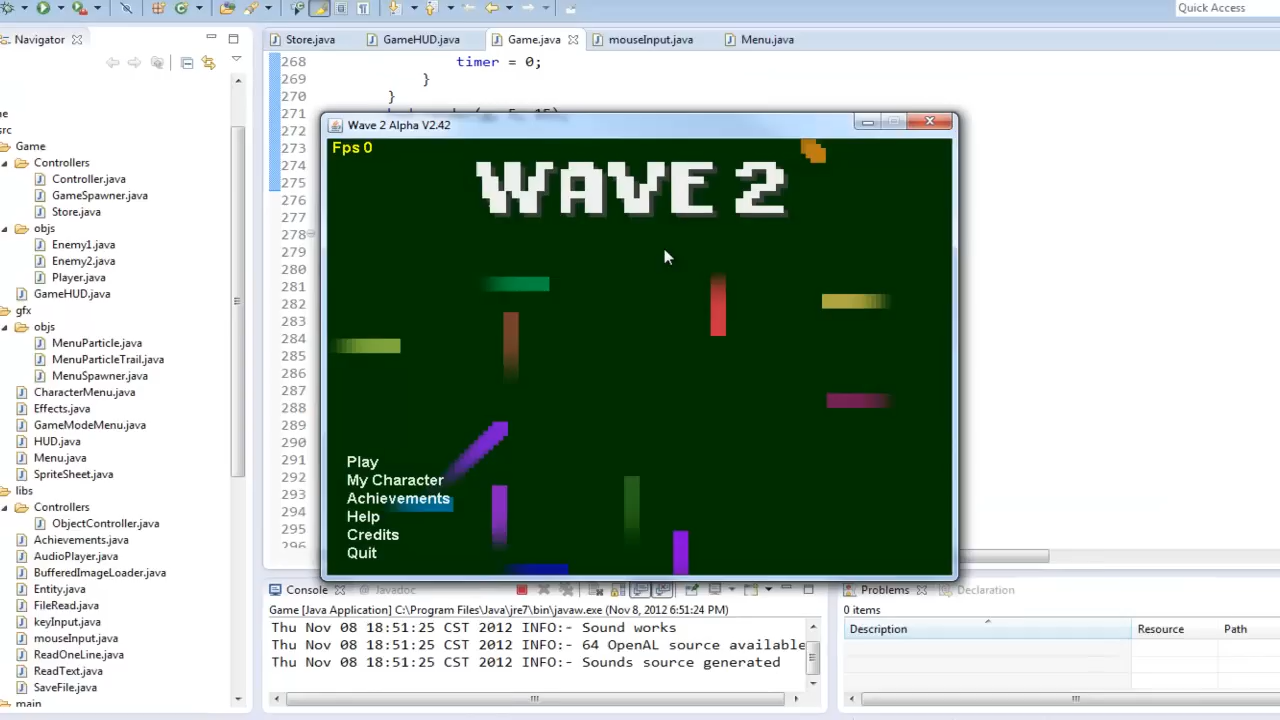 Quick Access
Navigator
Store.java
GameHUD.java
Game.java
mouseInput.java
Menu.java
268 timer = 0;
269 }
270 }
271
272
273
274
275
276
277
278
279
280
281
282
283
284
285
286
287
288
289
290
291
292
293
294
295
296
src
Game
Controllers
Controller.java
GameSpawner.java
Store.java
objs
Enemy1.java
Enemy2.java
Player.java
GameHUD.java
gfx
objs
MenuParticle.java
MenuParticleTrail.java
MenuSpawner.java
CharacterMenu.java
Effects.java
GameModeMenu.java
HUD.java
Menu.java
SpriteSheet.java
libs
Controllers
ObjectController.java
Achievements.java
AudioPlayer.java
BufferedImageLoader.java
Entity.java
FileRead.java
keyInput.java
mouseInput.java
ReadOneLine.java
ReadText.java
SaveFile.java
main
Wave 2 Alpha V2.42
Fps 0
WAVE 2
Play
My Character
Achievements
Help
Credits
Quit
Console
Javadoc
Game [Java Application] C:\Program Files\Java\jre7\bin\javaw.exe (Nov 8, 2012 6:51:24 PM)
Thu Nov 08 18:51:25 CST 2012 INFO:- Sound works
Thu Nov 08 18:51:25 CST 2012 INFO:- 64 OpenAL source available
Thu Nov 08 18:51:25 CST 2012 INFO:- Sounds source generated
Problems
Declaration
0 items
Description
Resource
Path